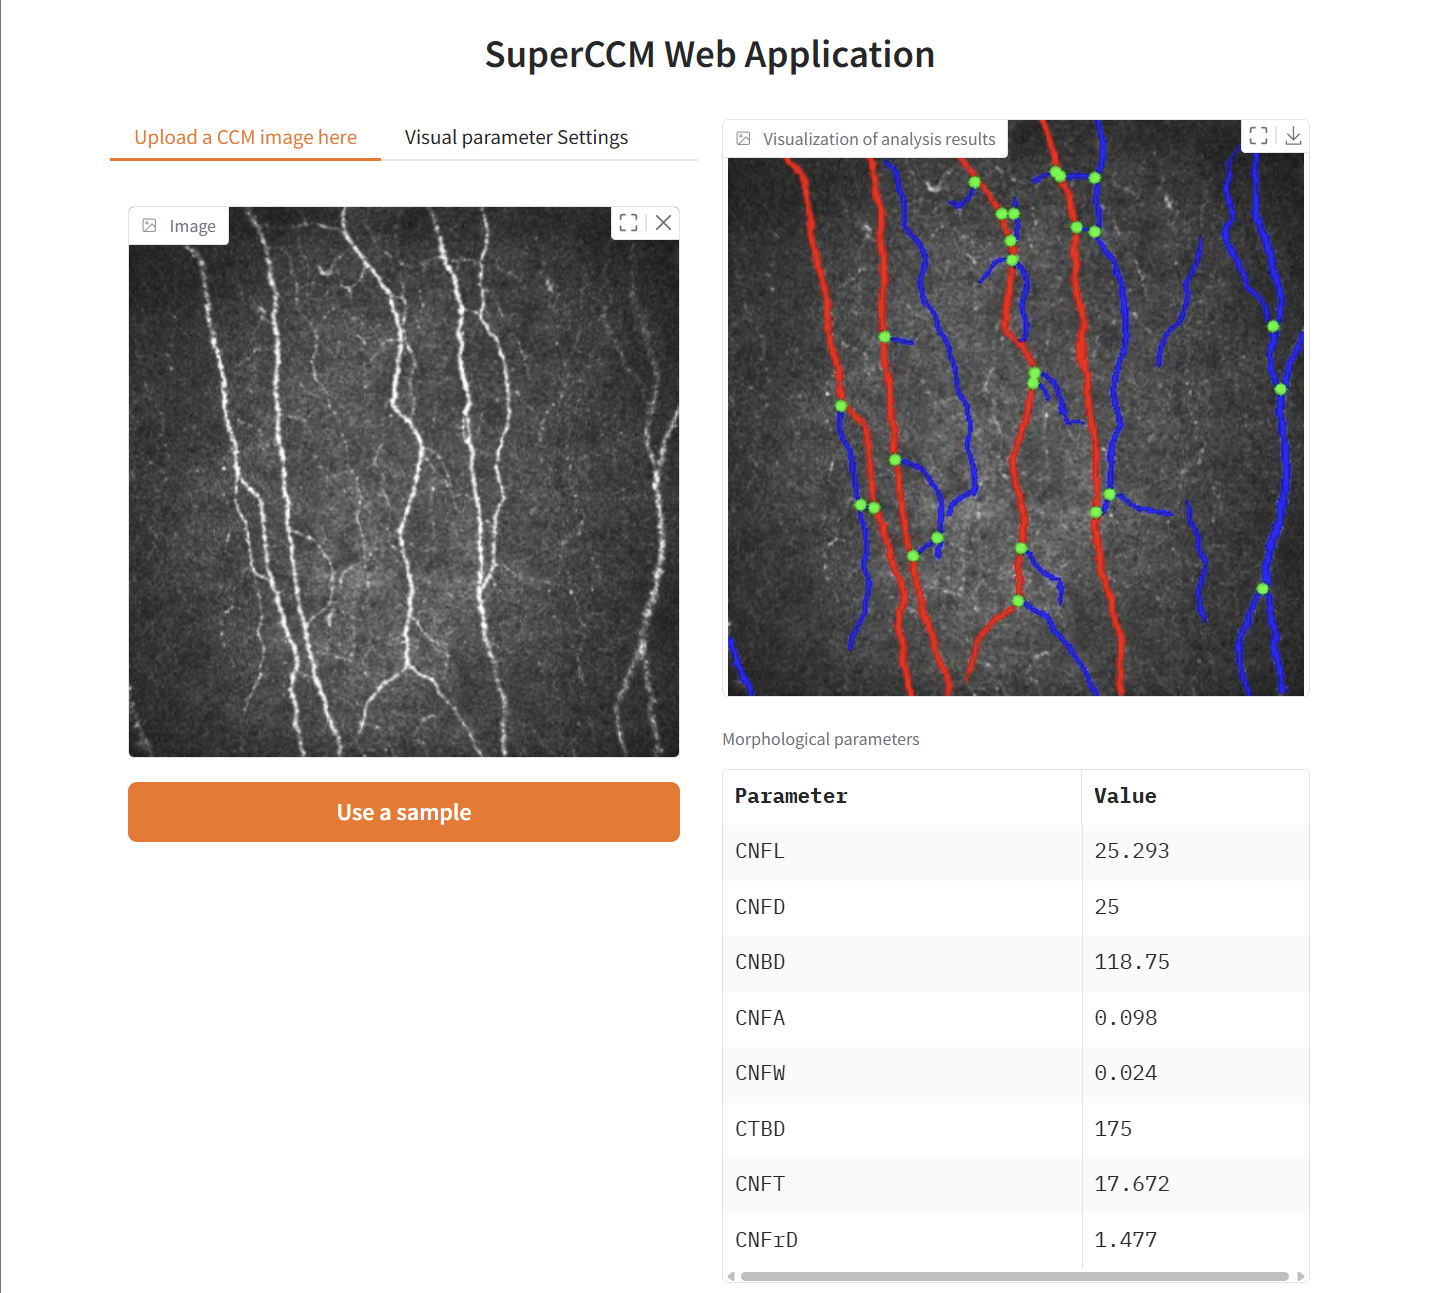 SuperCCM Web Application
Upload a CCM image here
Visual parameter Settings
Image
Use a sample
Visualization of analysis results
Morphological parameters
Parameter Value
CNFL 25.293
CNFD 25
CNBD 118.75
CNFA 0.098
CNFW 0.024
CTBD 175
CNFT 17.672
CNFrD 1.477